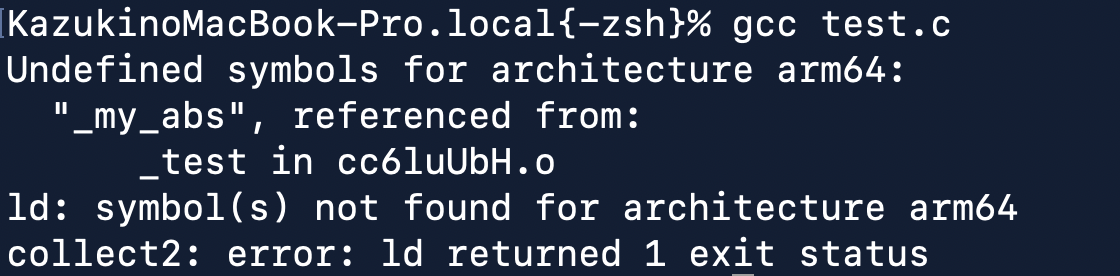 [KazukinoMacBook-Pro.local{-zsh}% gcc test.c
Undefined symbols for architecture arm64:
  "_my_abs", referenced from:
      _test in cc6luUbH.o
ld: symbol(s) not found for architecture arm64
collect2: error: ld returned 1 exit status